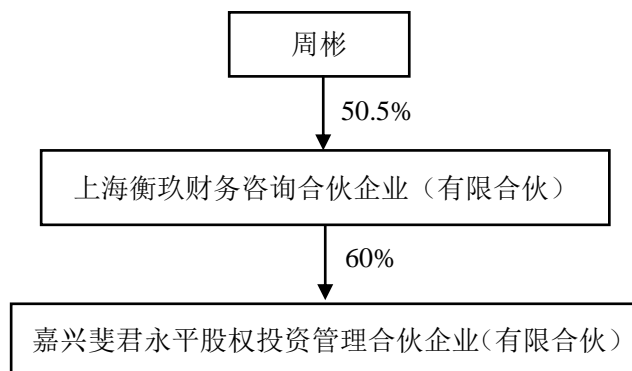 周彬
50.5%
上海衡玖财务咨询合伙企业（有限合伙）
60%
嘉兴斐君永平股权投资管理合伙企业（有限合伙）